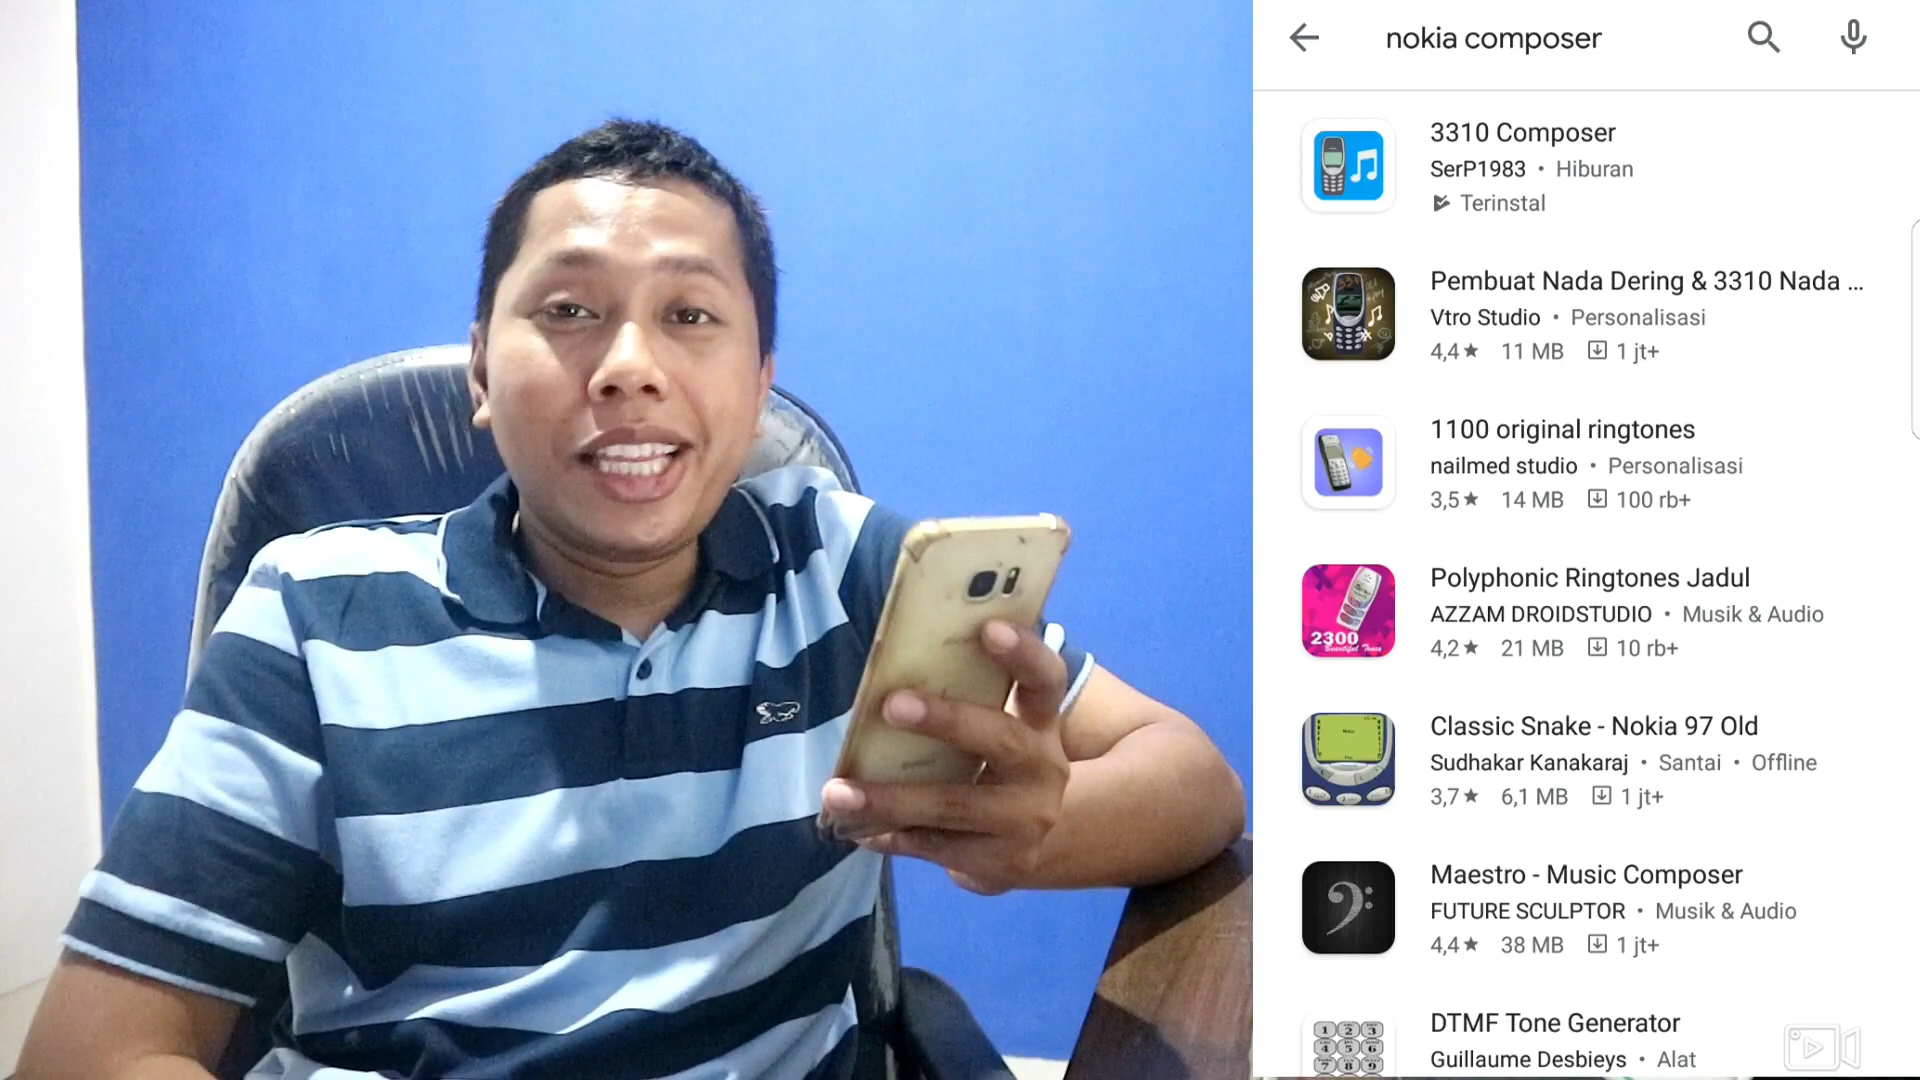 nokia composer
3310 Composer
SerP1983 • Hiburan
Terinstal
Pembuat Nada Dering & 3310 Nada ...
Vtro Studio • Personalisasi
4,4★ 11 MB 1 jt+
1100 original ringtones
nailmed studio • Personalisasi
3,5★ 14 MB 100 rb+
2300
Polyphonic Ringtones Jadul
AZZAM DROIDSTUDIO • Musik & Audio
4,2★ 21 MB 10 rb+
Classic Snake - Nokia 97 Old
Sudhakar Kanakaraj • Santai • Offline
3,7★ 6,1 MB 1 jt+
Maestro - Music Composer
FUTURE SCULPTOR • Musik & Audio
4,4★ 38 MB 1 jt+
DTMF Tone Generator
Guillaume Desbieys • Alat